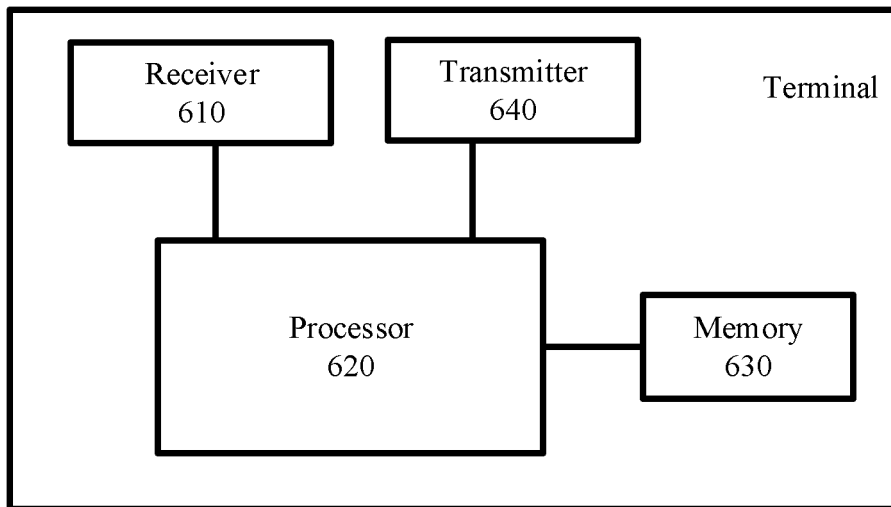 Receiver
610
Transmitter
640
Terminal
Processor
620
Memory
630